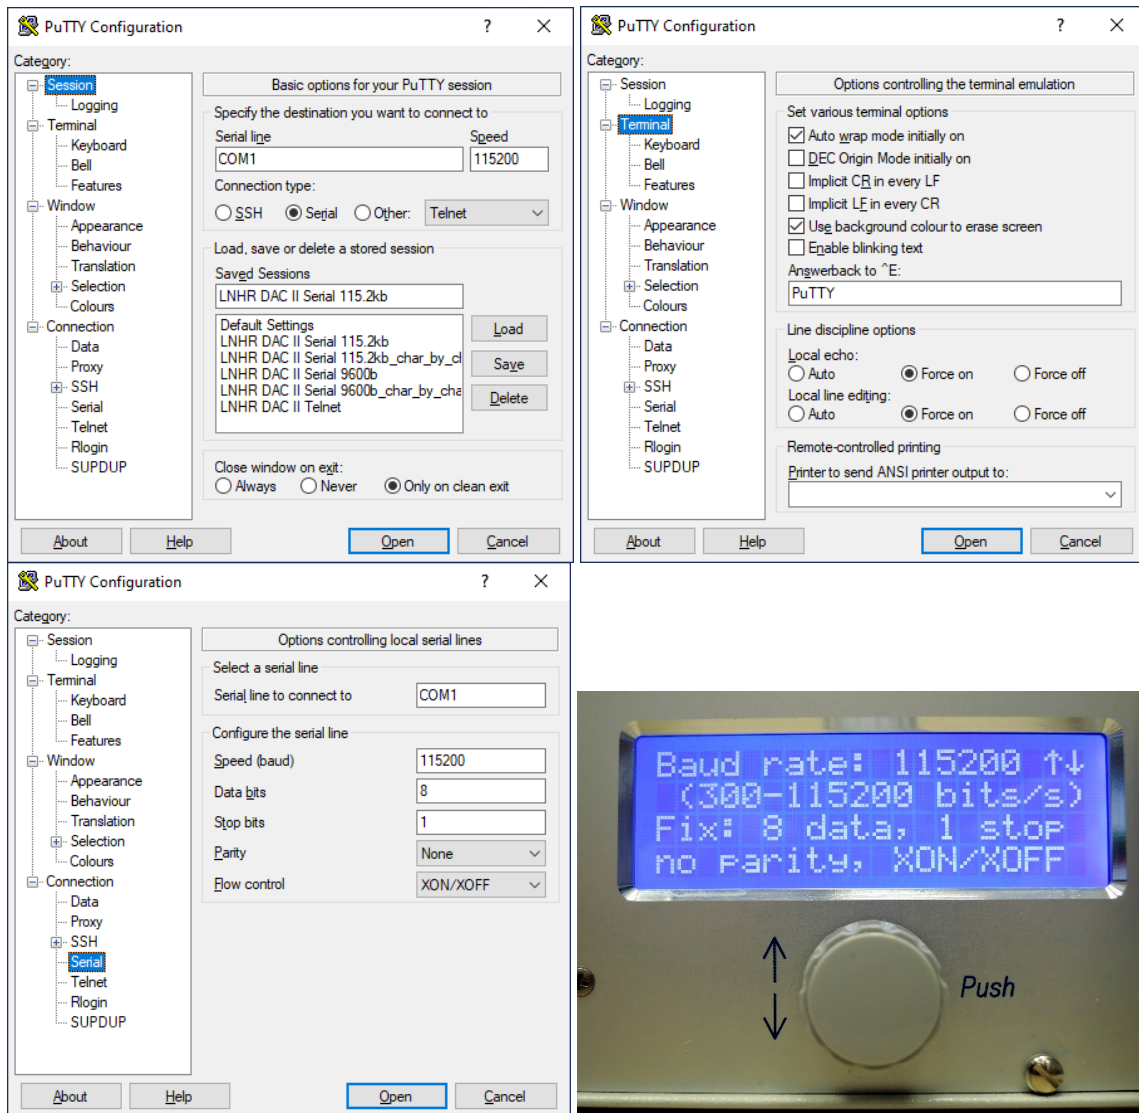 PuTTY Configuration
?
Category:
Session
Logging
Terminal
Keyboard
Bell
Features
Window
Appearance
Behaviour
Translation
Selection
Colours
Connection
Data
Proxy
SSH
Serial
Telnet
Rlogin
SUPDUP
Basic options for your PuTTY session
Specify the destination you want to connect to
Serial line Speed
COM1 115200
Connection type:
SSH Serial Other: Telnet
Load, save or delete a stored session
Saved Sessions
LNHR DAC II Serial 115.2kb
Default Settings
LNHR DAC II Serial 115.2kb
LNHR DAC II Serial 115.2kb_char_by_cl
LNHR DAC II Serial 9600b
LNHR DAC II Serial 9600b_char_by_cha
LNHR DAC II Telnet
Load
Save
Delete
Close window on exit:
Always Never Only on clean exit
About Help Open Cancel
PuTTY Configuration
?
Category:
Session
Logging
Terminal
Keyboard
Bell
Features
Window
Appearance
Behaviour
Translation
Selection
Colours
Connection
Data
Proxy
SSH
Serial
Telnet
Rlogin
SUPDUP
Options controlling the terminal emulation
Set various terminal options
Auto wrap mode initially on
DEC Origin Mode initially on
Implicit CR in every LF
Implicit LF in every CR
Use background colour to erase screen
Enable blinking text
Answerback to ^E:
PuTTY
Line discipline options
Local echo:
Auto Force on Force off
Local line editing:
Auto Force on Force off
Remote-controlled printing
Printer to send ANSI printer output to:
About Help Open Cancel
PuTTY Configuration
?
Category:
Session
Logging
Terminal
Keyboard
Bell
Features
Window
Appearance
Behaviour
Translation
Selection
Colours
Connection
Data
Proxy
SSH
Serial
Telnet
Rlogin
SUPDUP
Options controlling local serial lines
Select a serial line
Serial line to connect to COM1
Configure the serial line
Speed (baud) 115200
Data bits 8
Stop bits 1
Parity None
Flow control XON/XOFF
About Help Open Cancel
Baud rate: 115200 ↑↓
(300-115200 bits/s)
Fix: 8 data, 1 stop
no parity, XON/XOFF
Push